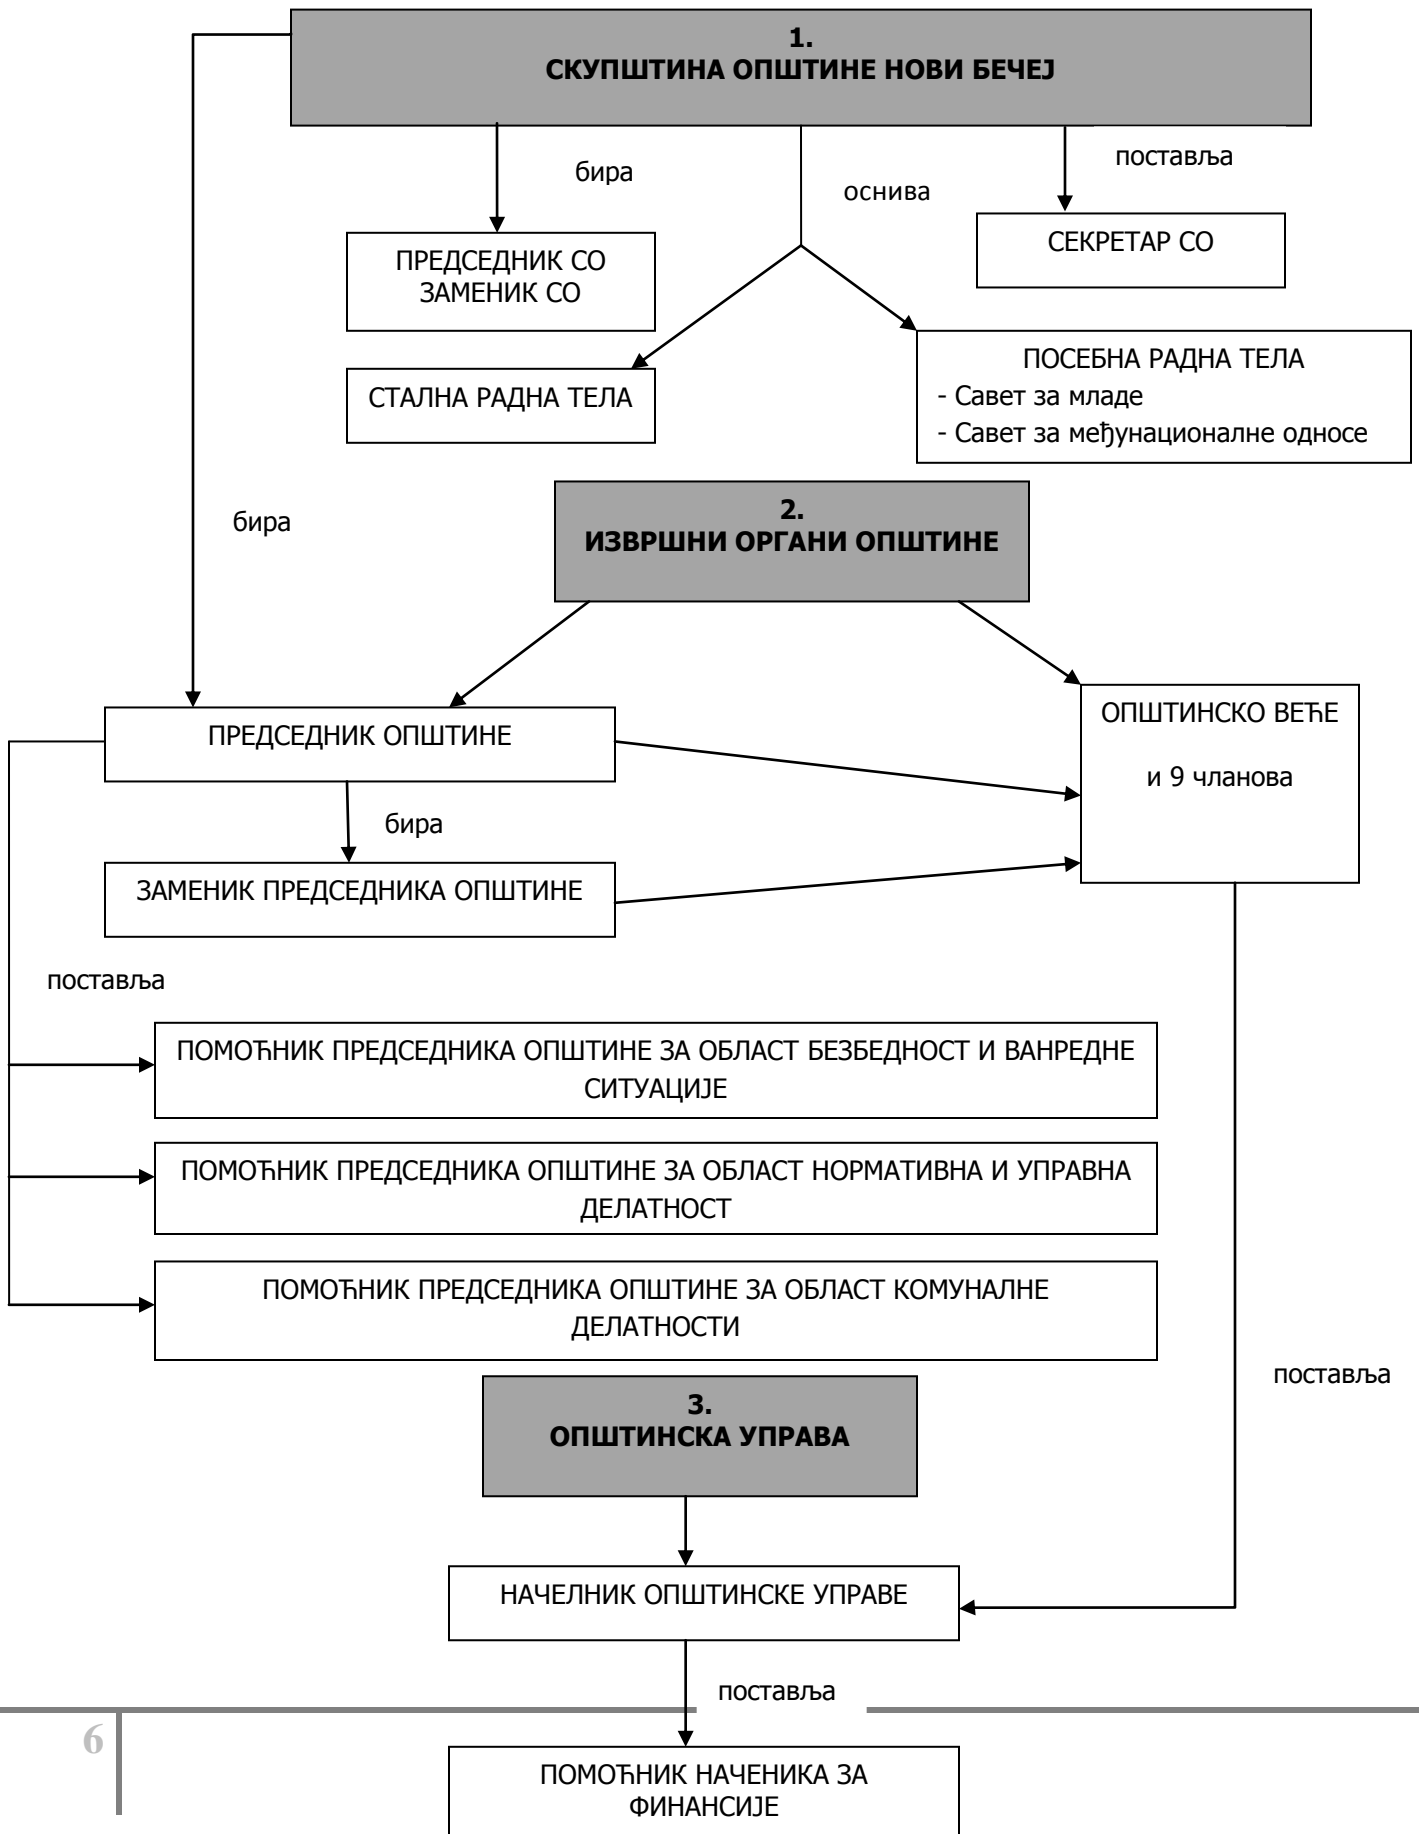 1.
СКУПШТИНА ОПШТИНЕ НОВИ БЕЧЕЈ
бира
оснива
поставља
ПРЕДСЕДНИК СО
ЗАМЕНИК СО
СЕКРЕТАР СО
СТАЛНА РАДНА ТЕЛА
ПОСЕБНА РАДНА ТЕЛА
- Савет за младе
- Савет за међунационалне односе
бира
2.
ИЗВРШНИ ОРГАНИ ОПШТИНЕ
ПРЕДСЕДНИК ОПШТИНЕ
ОПШТИНСКО ВЕЋЕ
и 9 чланова
бира
ЗАМЕНИК ПРЕДСЕДНИКА ОПШТИНЕ
поставља
ПОМОЋНИК ПРЕДСЕДНИКА ОПШТИНЕ ЗА ОБЛАСТ БЕЗБЕДНОСТ И ВАНРЕДНЕ
СИТУАЦИЈЕ
ПОМОЋНИК ПРЕДСЕДНИКА ОПШТИНЕ ЗА ОБЛАСТ НОРМАТИВНА И УПРАВНА
ДЕЛАТНОСТ
ПОМОЋНИК ПРЕДСЕДНИКА ОПШТИНЕ ЗА ОБЛАСТ КОМУНАЛНЕ
ДЕЛАТНОСТИ
поставља
3.
ОПШТИНСКА УПРАВА
НАЧЕЛНИК ОПШТИНСКЕ УПРАВЕ
поставља
6
ПОМОЋНИК НАЧЕНИКА ЗА
ФИНАНСИЈЕ